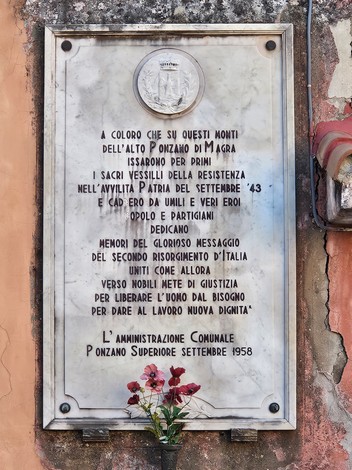 A COLORO CHE SU QUESTI MONTI
DELL'ALTO PONZANO DI MAGRA
ISSARONO PER PRIMI
I SACRI VESSILLI DELLA RESISTENZA
NELL'AVVILITA PATRIA DEL SETTEMBRE '43
E CAD ERO DA UMILI E VERI EROI
OPOLO E PARTIGIANI
DEDICANO
MEMORI DEL GLORIOSO MESSAGGIO
DEL SECONDO RISORGIMENTO D'ITALIA
UNITI COME ALLORA
VERSO NOBILI METE DI GIUSTIZIA
PER LIBERARE L'UOMO DAL BISOGNO
PER DARE AL LAVORO NUOVA DIGNITA'
L'AMMINISTRAZIONE COMUNALE
PONZANO SUPERIORE SETTEMBRE 1958